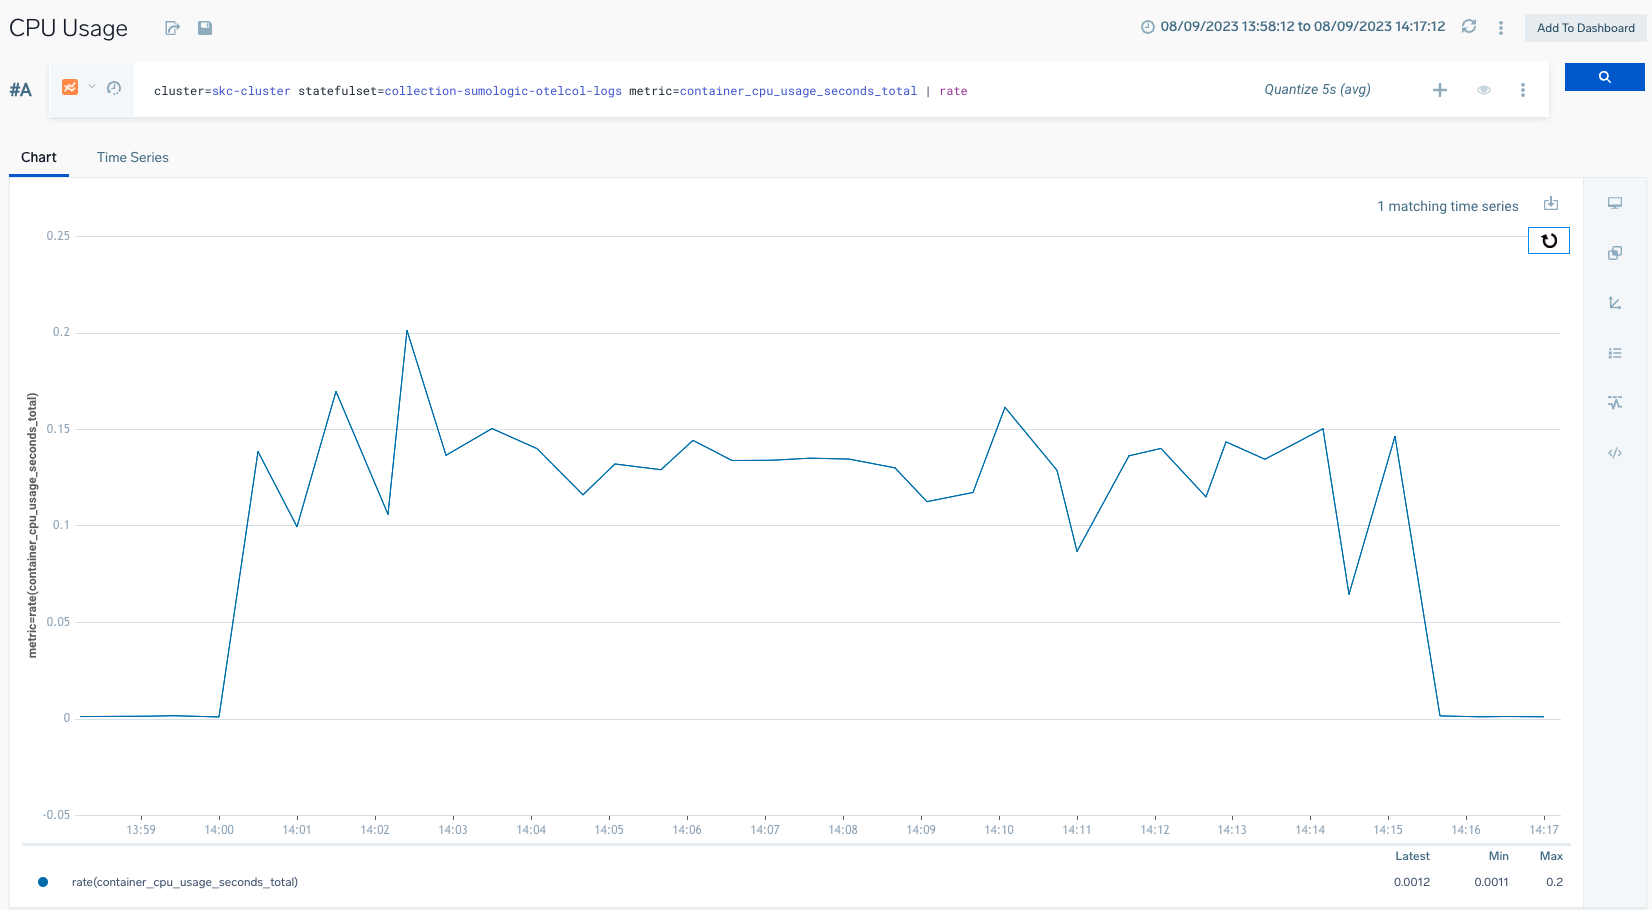 CPU Usage
08/09/2023 13:58:12 to 08/09/2023 14:17:12
Add To Dashboard
#A
cluster=skc-cluster statefulset=collection-sumologic-otelcol-logs metric=container_cpu_usage_seconds_total | rate
Quantize 5s (avg)
Chart
Time Series
1 matching time series
metric=rate(container_cpu_usage_seconds_total)
0.25
0.2
0.15
0.1
0.05
0
-0.05
13:59 14:00 14:01 14:02 14:03 14:04 14:05 14:06 14:07 14:08 14:09 14:10 14:11 14:12 14:13 14:14 14:15 14:16 14:17
Latest Min Max
rate(container_cpu_usage_seconds_total) 0.0012 0.0011 0.2